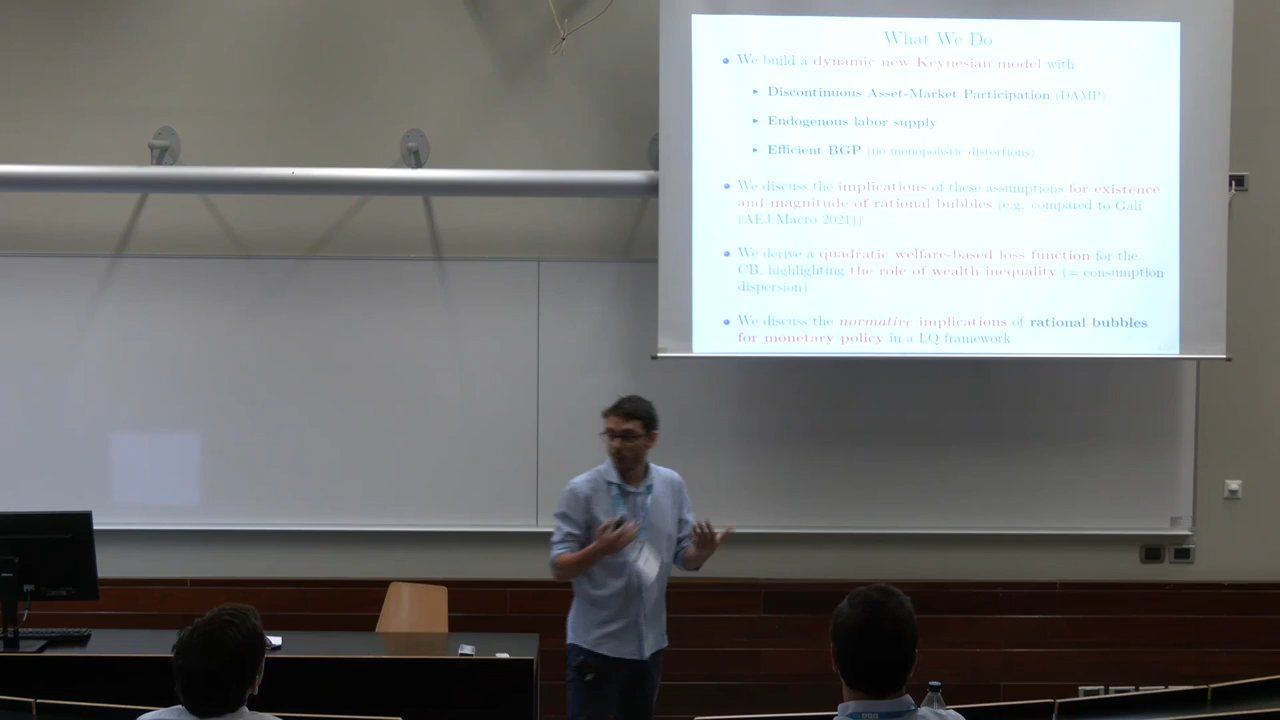 What We Do
We build a dynamic new Keynesian model with
Discontinuous Asset-Market Participation (DAMP)
Endogenous labor supply
Efficient BGP (no monopolistic distortions)
We discuss the implications of these assumptions for existence
and magnitude of rational bubbles (e.g. compared to Galí
(AEJ:Macro 2021))
We derive a quadratic welfare-based loss function for the
CB, highlighting the role of wealth inequality (= consumption
dispersion)
We discuss the normative implications of rational bubbles
for monetary policy in a LQ framework